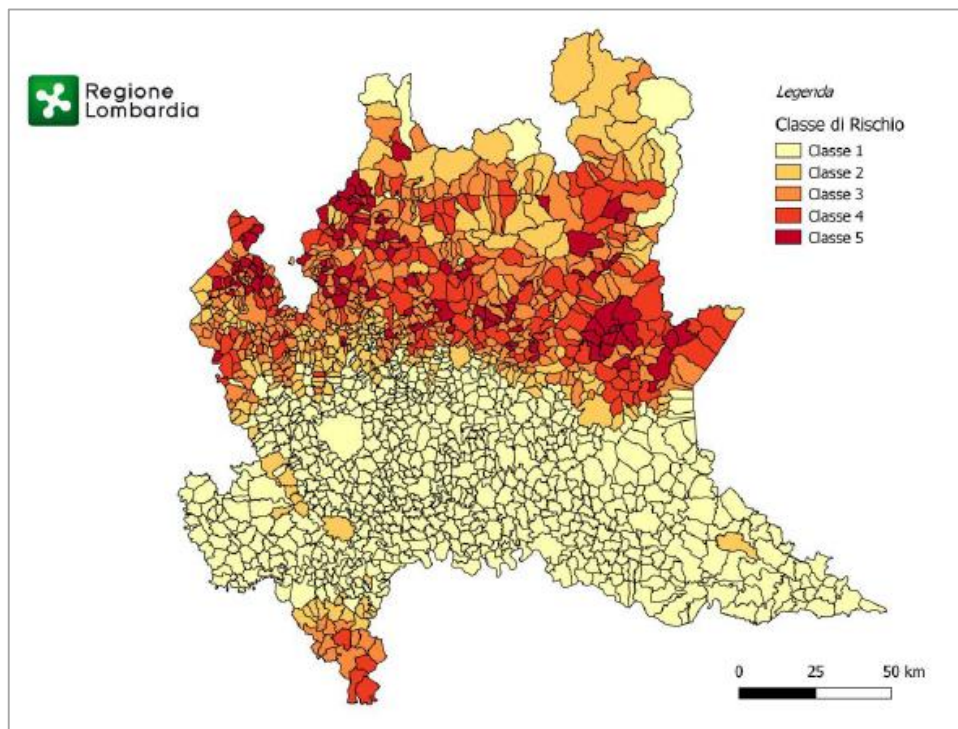 Regione
Lombardia
Legenda
Classe di Rischio
Classe 1
Classe 2
Classe 3
Classe 4
Classe 5
0 25 50 km